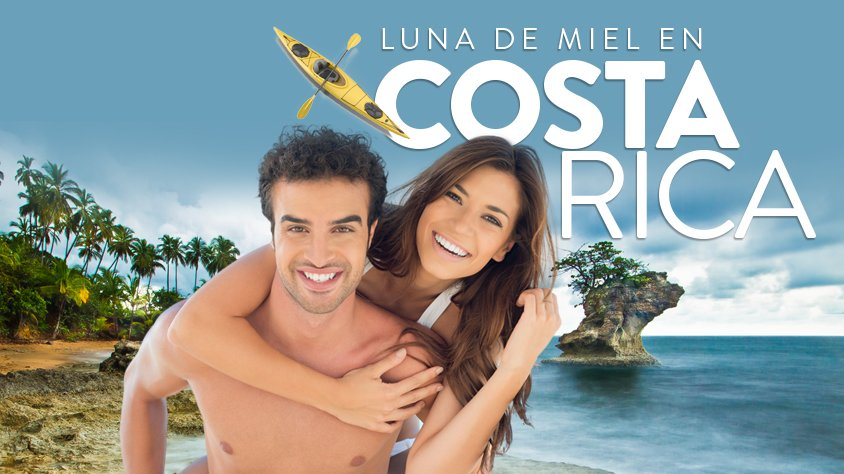 LUNA DE MIEL EN
COSTA
RICA